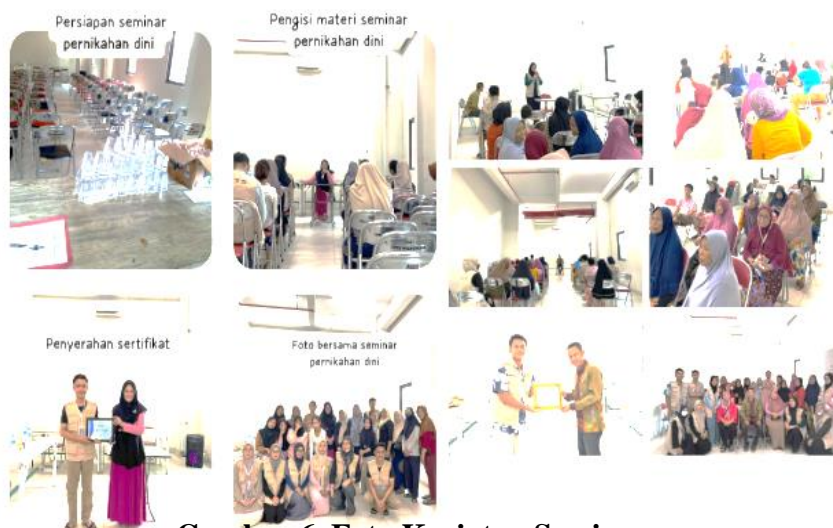 Persiapan seminar
pernikahan dini
Pengisi materi seminar
pernikahan dini
Penyerahan sertifikat
Foto bersama seminar
pernikahan dini
Gambar 6. Foto Kegiatan Seminar